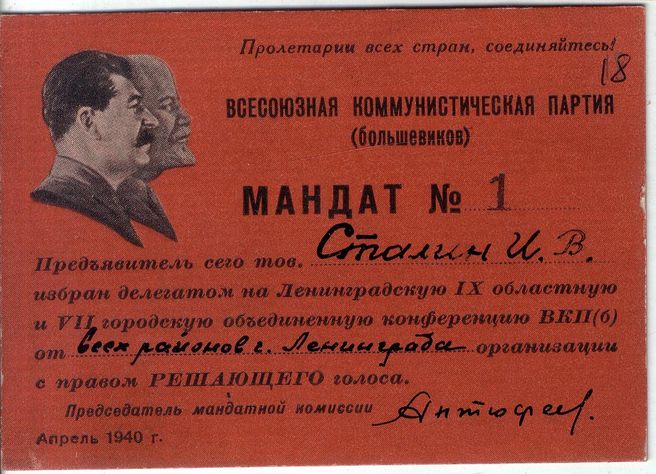 Пролетарии всех стран, соединяйтесь!
18
ВСЕСОЮЗНАЯ КОММУНИСТИЧЕСКАЯ ПАРТИЯ
(большевиков)
МАНДАТ № 1
Предъявитель сего тов. Сталин И. В.
избран делегатом на Ленинградскую IX областную
и VII городскую объединенную конференцию ВКП(б)
от всех районов г. Ленинграда организации
с правом РЕШАЮЩЕГО голоса.
Председатель мандатной комиссии Антюфеев.
Апрель 1940 г.